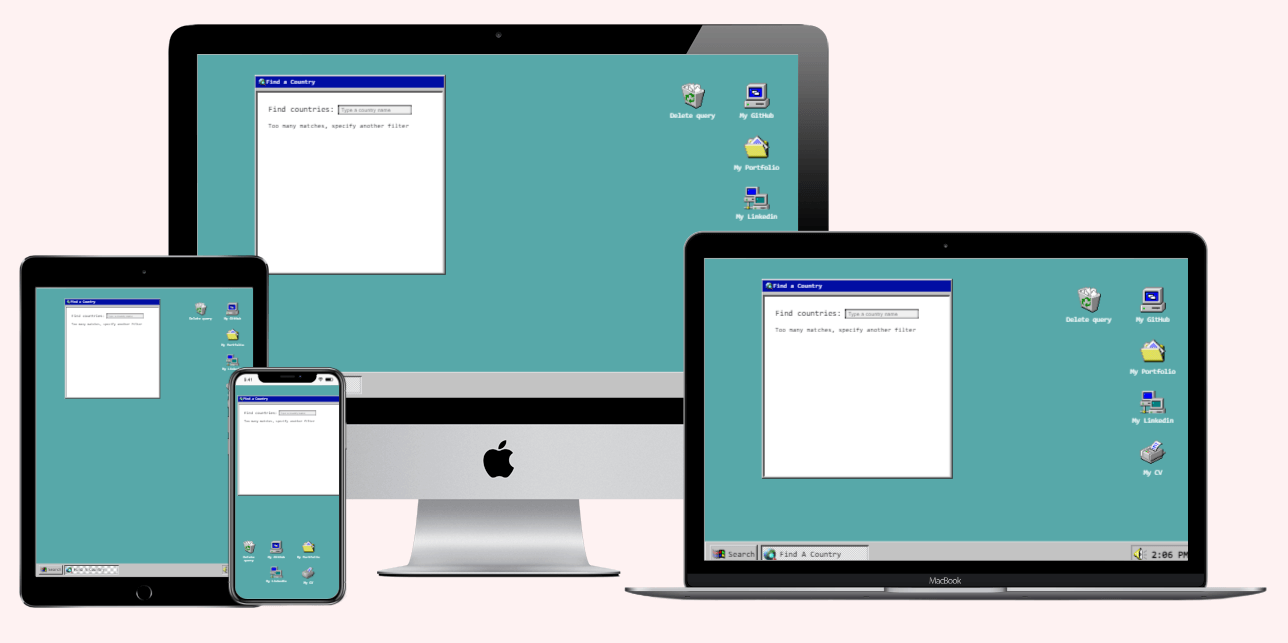 Find a Country
Find countries: Type a country name
Too many matches, specify another filter
Delete query
My GitHub
My Portfolio
My Linkedin
Find a Country
Find countries: Type a country name
Too many matches, specify another filter
Delete query
My GitHub
My Portfolio
My Linkedin
My CV
Search
Find A Country
2:06 PM
MacBook
Find a Country
Find countries:
Too many matches, specify another filter
Delete query
My GitHub
My Portfolio
Search
9:41
Find a Country
Find countries:
Too many matches, specify another filter
Delete
query
My GitHub
My Portfolio
My Linkedin
My CV